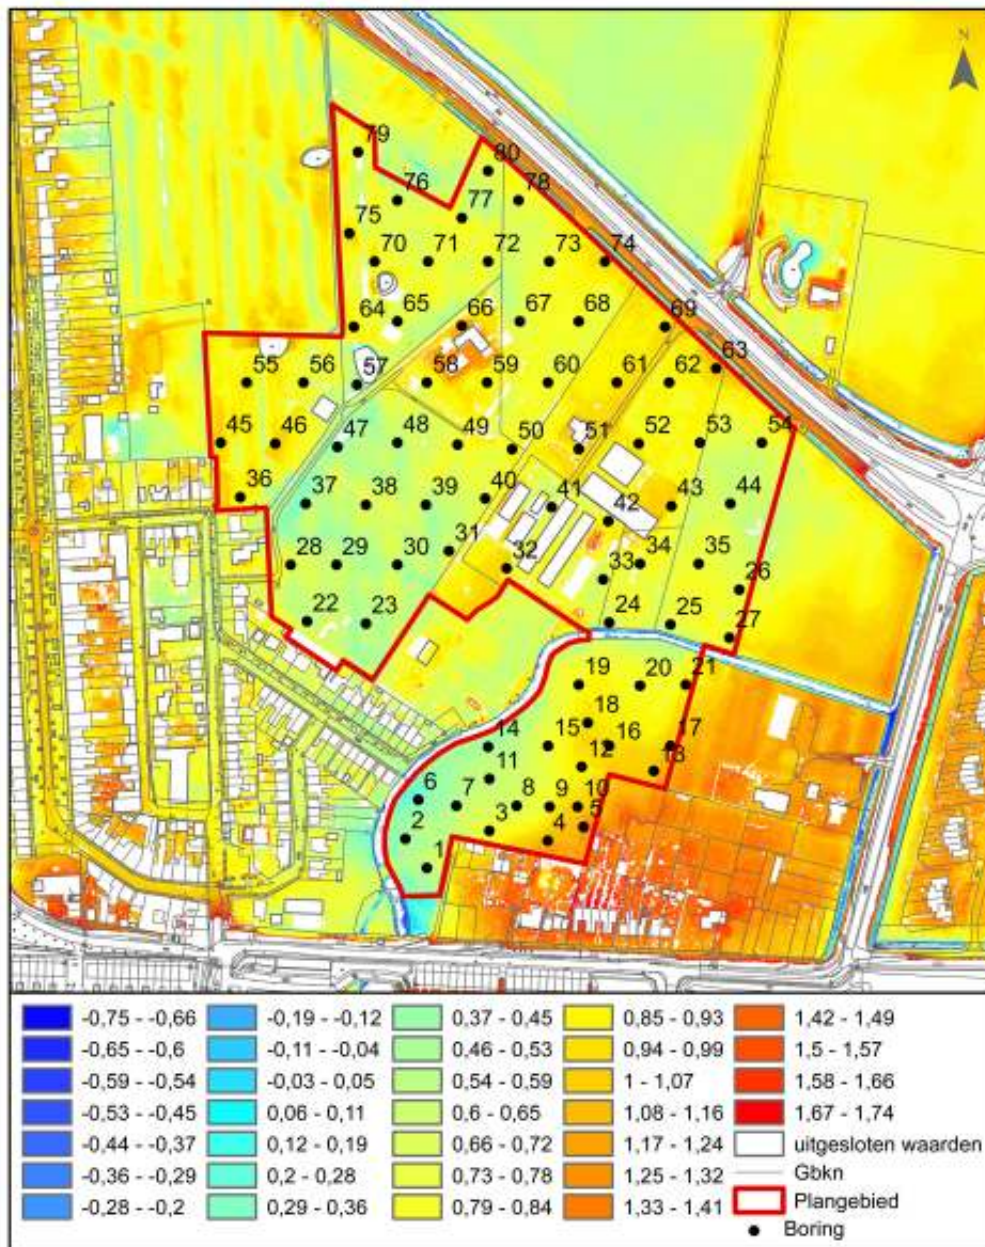 N
79
80
76
78
77
75
70 71 72 73 74
64 65 66 67 68 69
63
55 56 57 58 59 60 61 62
45 46 47 48 49 50 51 52 53 54
36 37 38 39 40 41 42 43 44
31
28 29 30 32 33 34 35
26
22 23 24 25 27
19 20 21
18
14 15 16 17
11 12 13
6 7 8 9 10
5
2 3 4
1
-0,75 - -0,66
-0,65 - -0,6
-0,59 - -0,54
-0,53 - -0,45
-0,44 - -0,37
-0,36 - -0,29
-0,28 - -0,2
-0,19 - -0,12
-0,11 - -0,04
-0,03 - 0,05
0,06 - 0,11
0,12 - 0,19
0,2 - 0,28
0,29 - 0,36
0,37 - 0,45
0,46 - 0,53
0,54 - 0,59
0,6 - 0,65
0,66 - 0,72
0,73 - 0,78
0,79 - 0,84
0,85 - 0,93
0,94 - 0,99
1 - 1,07
1,08 - 1,16
1,17 - 1,24
1,25 - 1,32
1,33 - 1,41
1,42 - 1,49
1,5 - 1,57
1,58 - 1,66
1,67 - 1,74
uitgesloten waarden
Gbkn
Plangebied
Boring